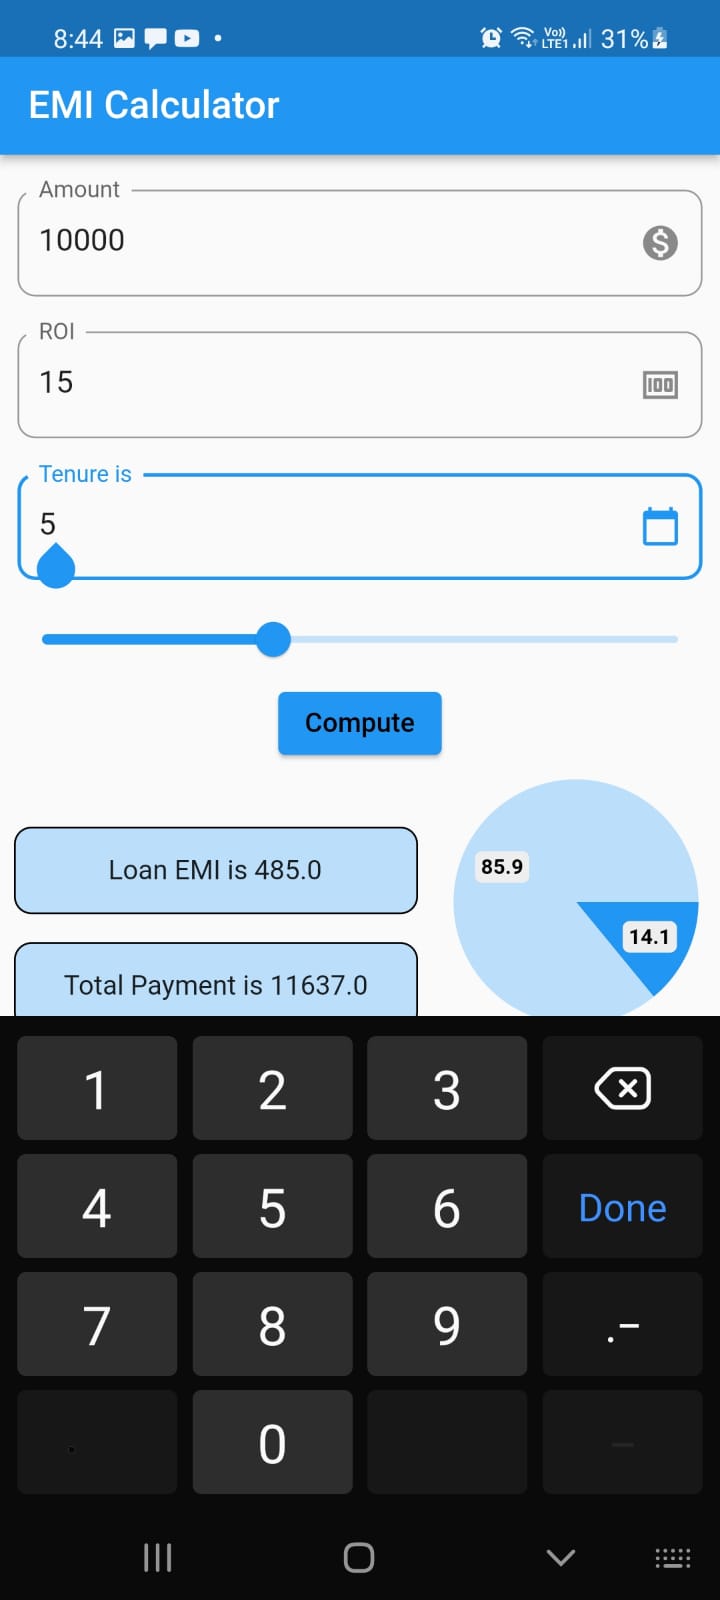 8:44
Vo))
LTE1
31%
EMI Calculator
Amount
10000
$
ROI
15
100
Tenure is
5
Compute
85.9
Loan EMI is 485.0
14.1
Total Payment is 11637.0
1 2 3
4 5 6 Done
7 8 9 .-
. 0 -